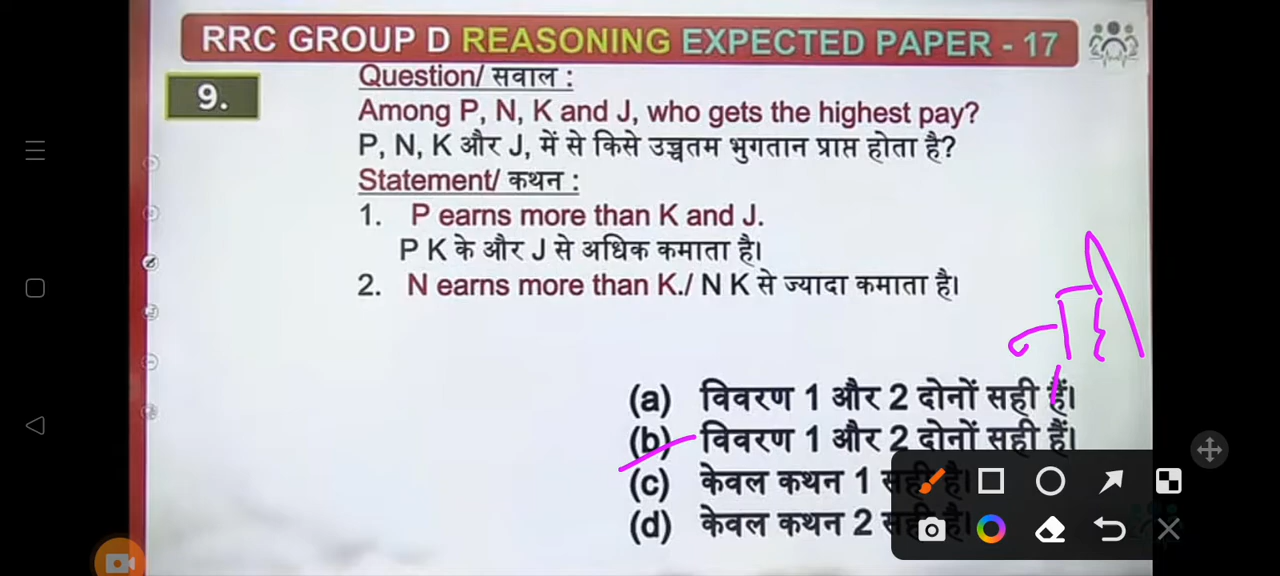 RRC GROUP D REASONING EXPECTED PAPER - 17
9.
Question/ सवाल :
Among P, N, K and J, who gets the highest pay?
P, N, K और J, में से किसे उच्चतम भुगतान प्राप्त होता है?
Statement/ कथन :
1. P earns more than K and J.
P K के और J से अधिक कमाता है।
2. N earns more than K./ N K से ज्यादा कमाता है।
(a) विवरण 1 और 2 दोनों सही हैं।
(b) विवरण 1 और 2 दोनों सही हैं।
(c) केवल कथन 1 सही है।
(d) केवल कथन 2 सही है।